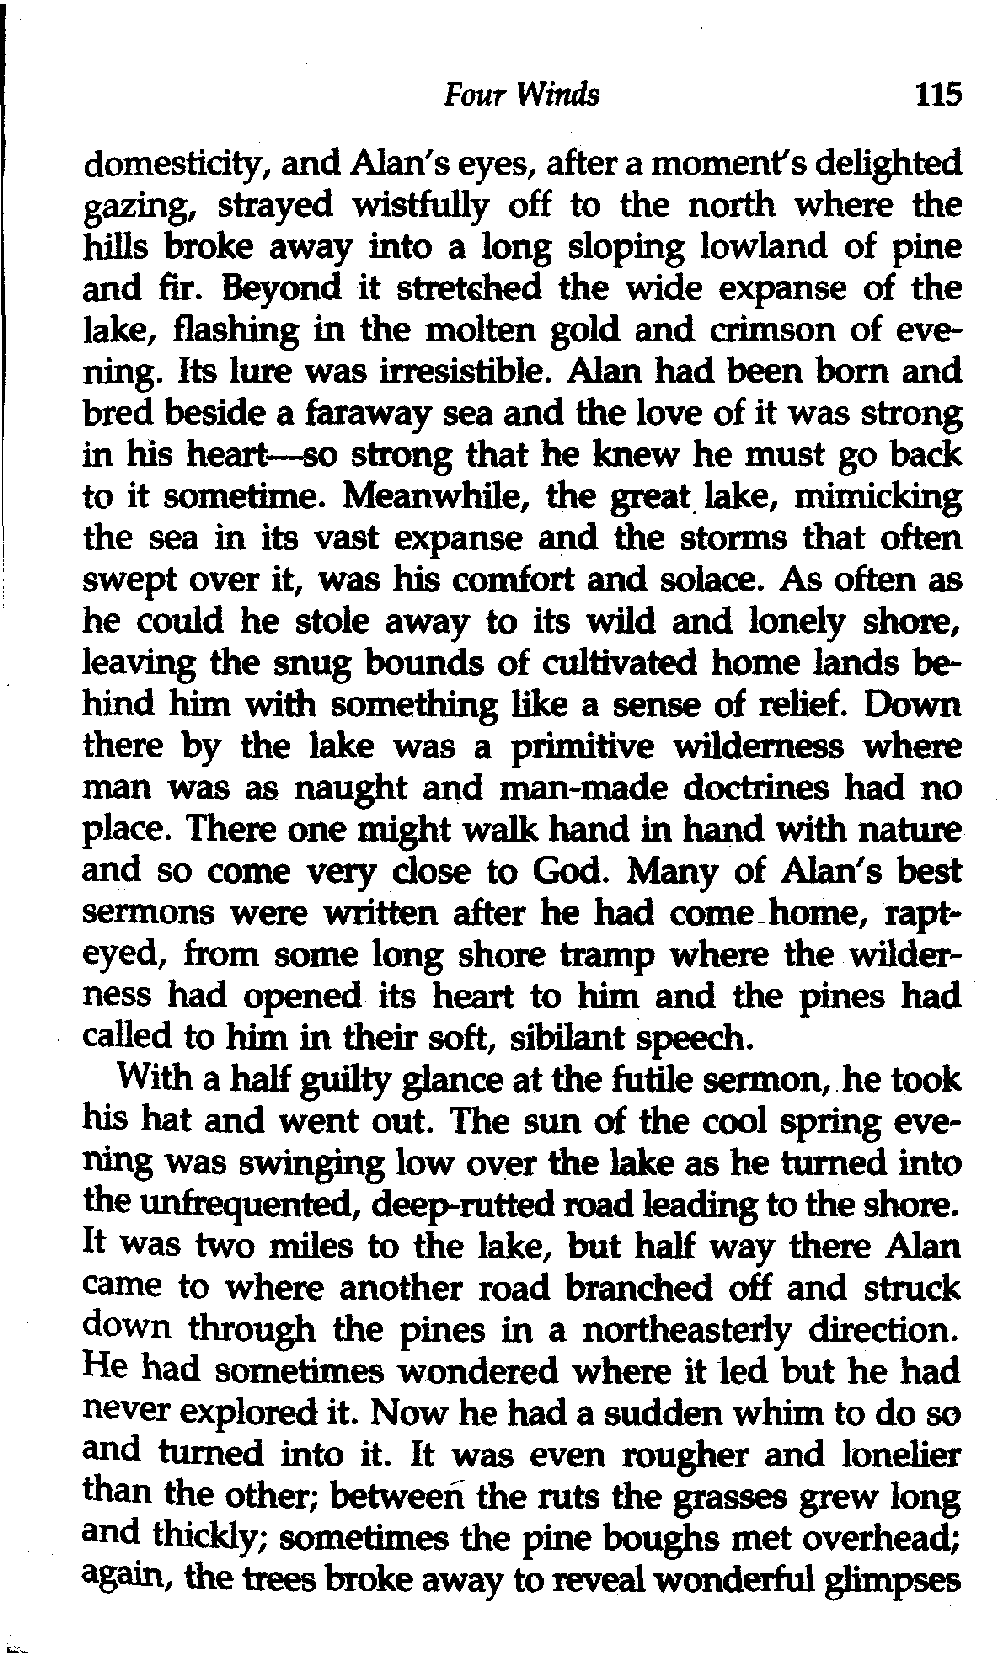 Four Winds 115
domesticity, and Alan's eyes, after a moment's delighted
gazing, strayed wistfully off to the north where the
hills broke away into a long sloping lowland of pine
and fir. Beyond it stretched the wide expanse of the
lake, flashing in the molten gold and crimson of eve-
ning. Its lure was irresistible. Alan had been born and
bred beside a faraway sea and the love of it was strong
in his heart—so strong that he knew he must go back
to it sometime. Meanwhile, the great lake, mimicking
the sea in its vast expanse and the storms that often
swept over it, was his comfort and solace. As often as
he could he stole away to its wild and lonely shore,
leaving the snug bounds of cultivated home lands be-
hind him with something like a sense of relief. Down
there by the lake was a primitive wilderness where
man was as naught and man-made doctrines had no
place. There one might walk hand in hand with nature
and so come very close to God. Many of Alan's best
sermons were written after he had come home, rapt-
eyed, from some long shore tramp where the wilder-
ness had opened its heart to him and the pines had
called to him in their soft, sibilant speech.
With a half guilty glance at the futile sermon, he took
his hat and went out. The sun of the cool spring eve-
ning was swinging low over the lake as he turned into
the unfrequented, deep-rutted road leading to the shore.
It was two miles to the lake, but half way there Alan
came to where another road branched off and struck
down through the pines in a northeasterly direction.
He had sometimes wondered where it led but he had
never explored it. Now he had a sudden whim to do so
and turned into it. It was even rougher and lonelier
than the other; between the ruts the grasses grew long
and thickly; sometimes the pine boughs met overhead;
again, the trees broke away to reveal wonderful glimpses